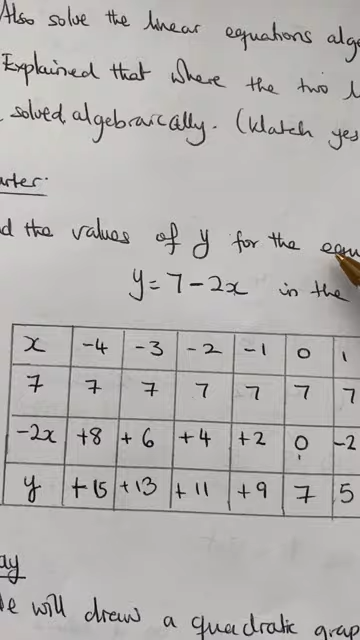 Also solve the linear equations alge
Explained that where the two
solved algebraically. (Watch yes
arter:
d the values of y for the equ
y = 7 - 2x in the
x -4 -3 -2 -1 0 1
7 7 7 7 7 7 7
-2x +8 +6 +4 +2 0 -2
y +15 +13 +11 +9 7 5
ay
e will draw a quadratic grap